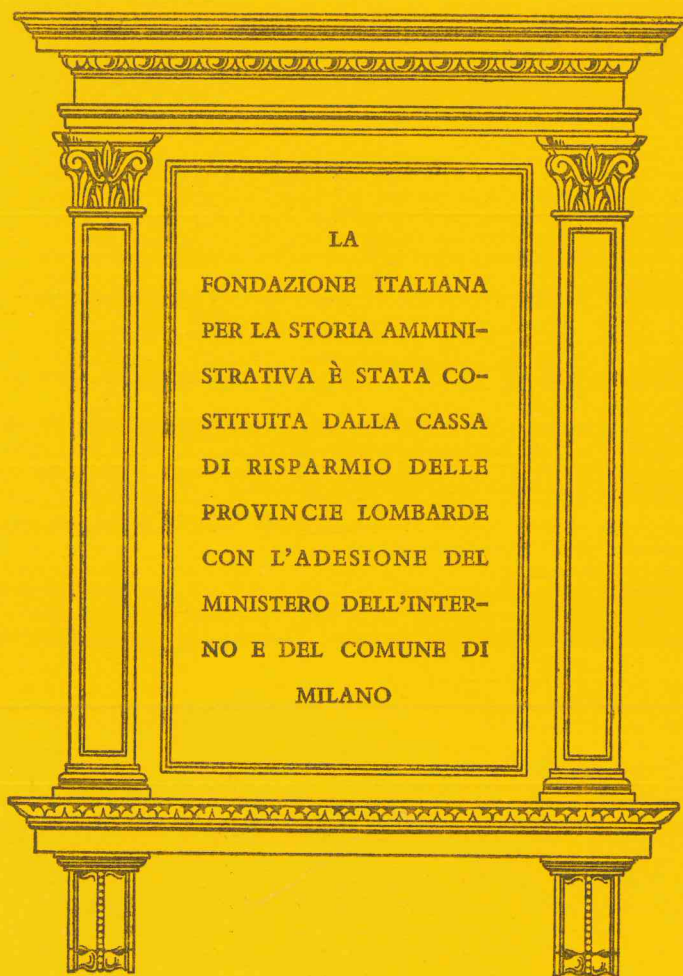 LA
FONDAZIONE ITALIANA
PER LA STORIA AMMINI-
STRATIVA È STATA CO-
STITUITA DALLA CASSA
DI RISPARMIO DELLE
PROVINCIE LOMBARDE
CON L'ADESIONE DEL
MINISTERO DELL'INTER-
NO E DEL COMUNE DI
MILANO